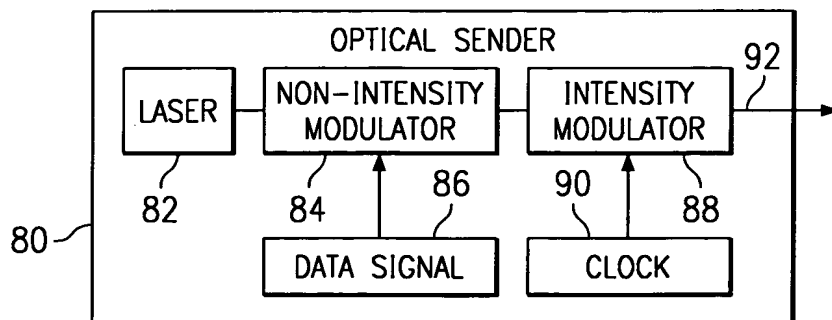 OPTICAL SENDER
LASER
NON-INTENSITY
MODULATOR
INTENSITY
MODULATOR
92
82
84
86
90
88
80
DATA SIGNAL
CLOCK